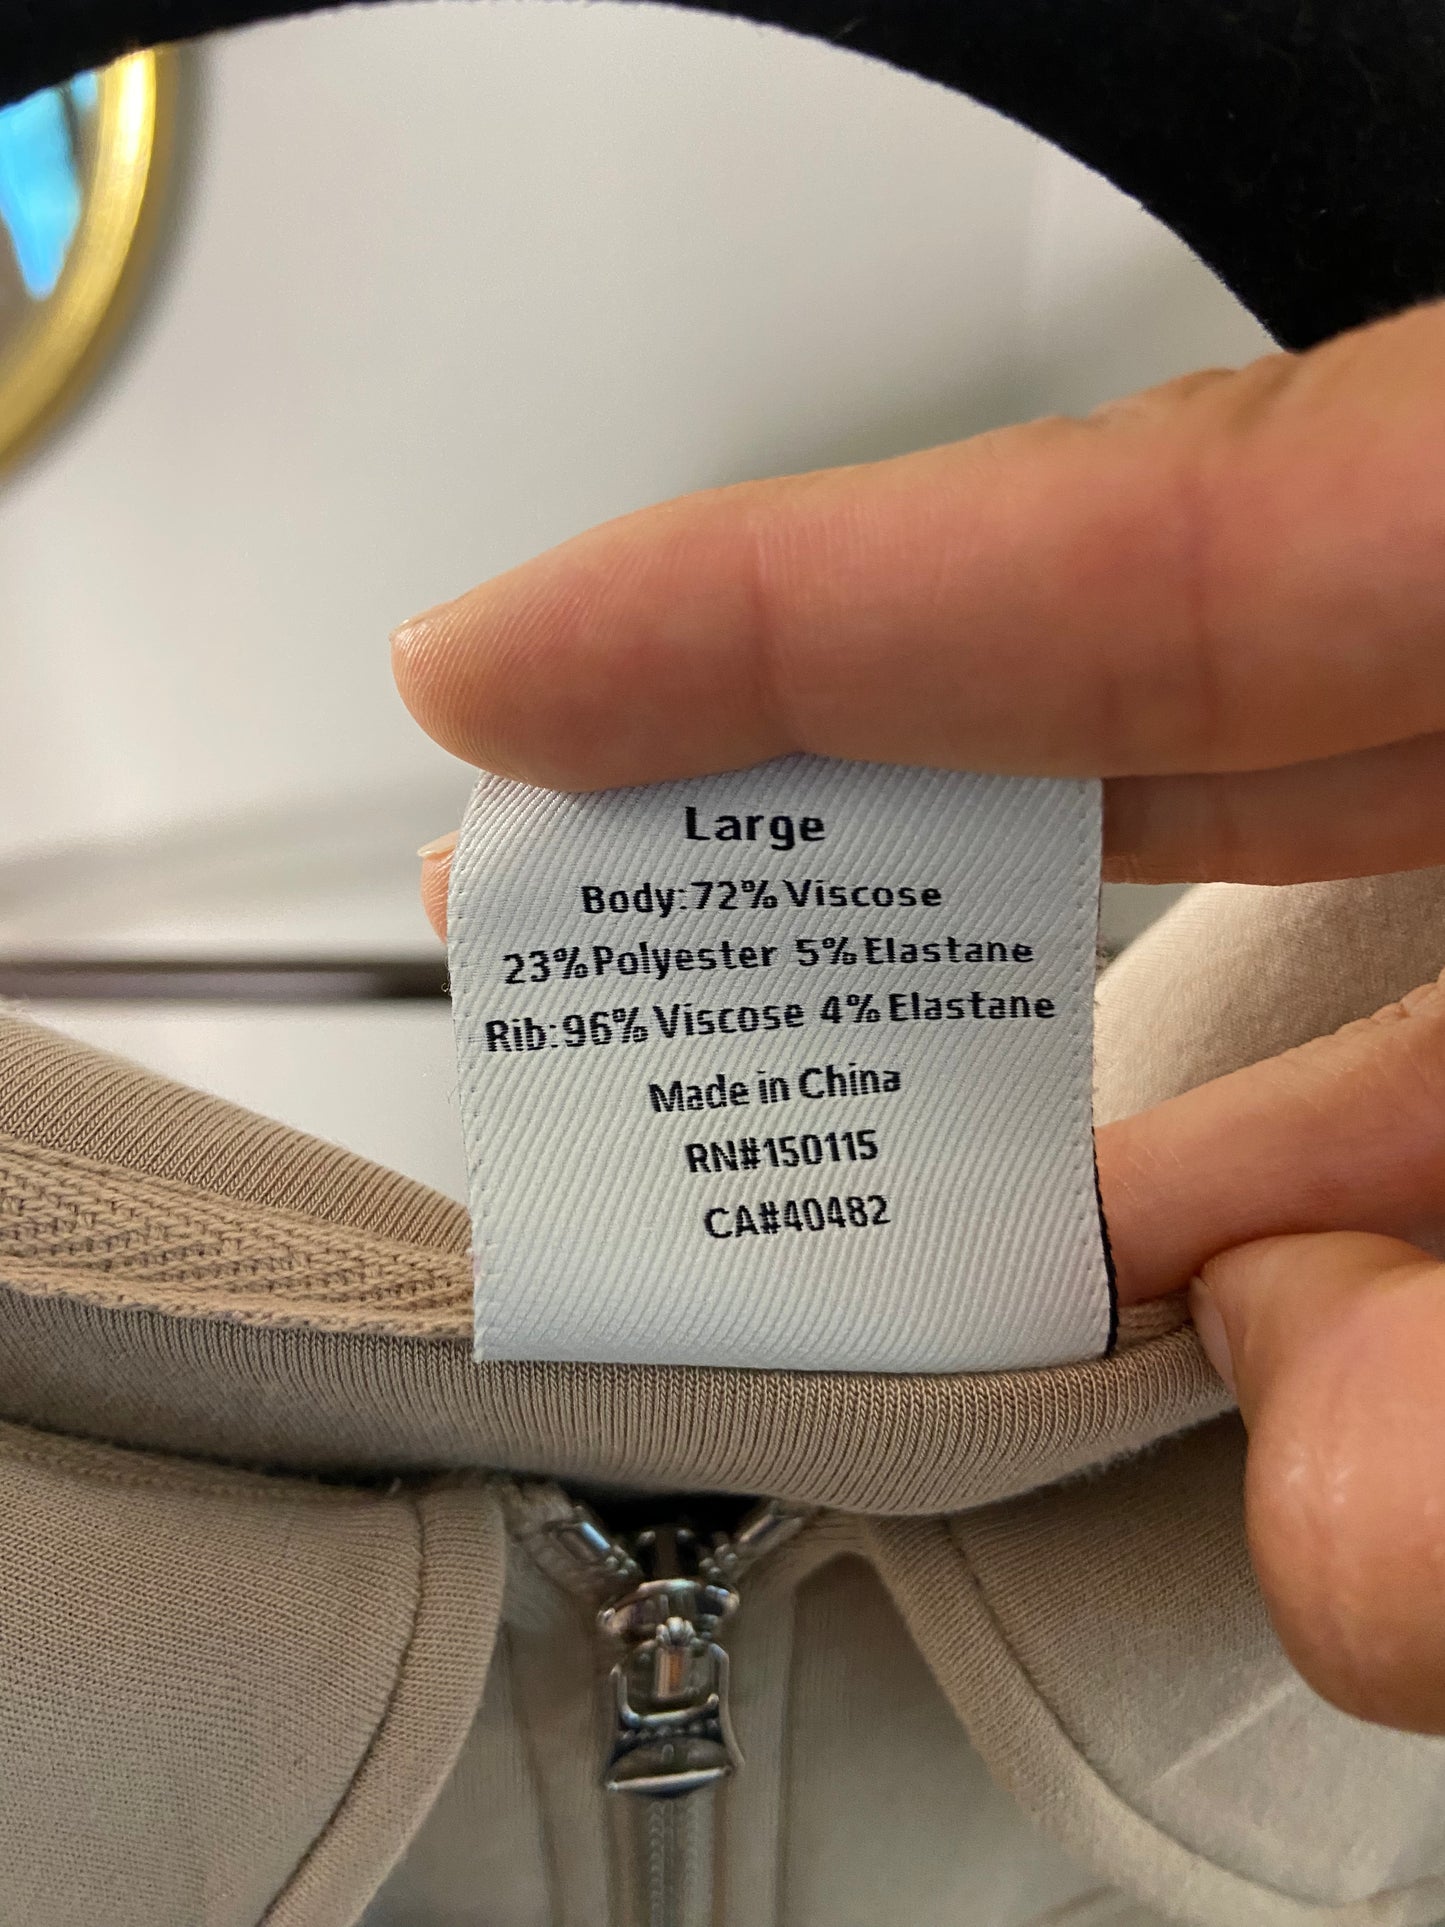 Large
Body:72% Viscose
23% Polyester 5% Elastane
Rib:96% Viscose 4% Elastane
Made in China
RN#150115
CA#40482